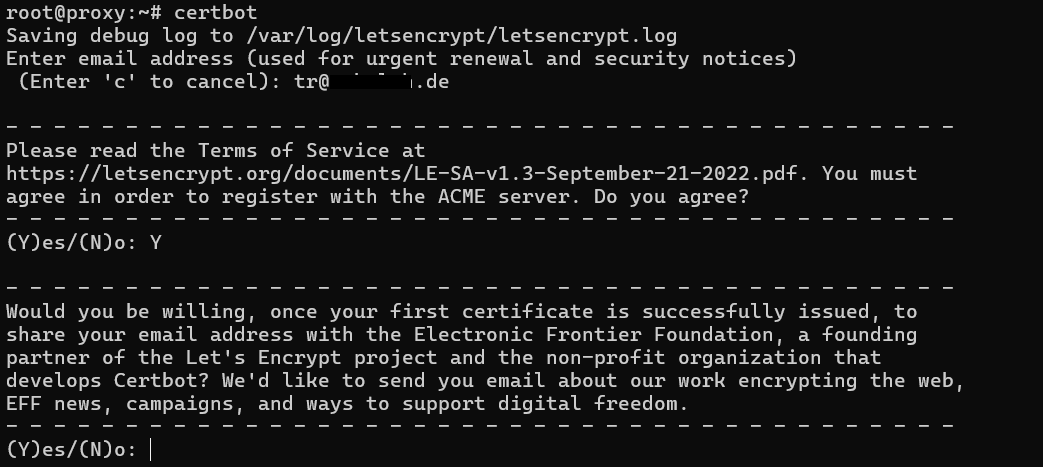 root@proxy:~# certbot
Saving debug log to /var/log/letsencrypt/letsencrypt.log
Enter email address (used for urgent renewal and security notices)
 (Enter 'c' to cancel): tr@.de
- - - - - - - - - - - - - - - - - - - - - - - - - - - - - - - - - - - - - - - -
Please read the Terms of Service at
https://letsencrypt.org/documents/LE-SA-v1.3-September-21-2022.pdf. You must
agree in order to register with the ACME server. Do you agree?
- - - - - - - - - - - - - - - - - - - - - - - - - - - - - - - - - - - - - - - -
(Y)es/(N)o: Y
- - - - - - - - - - - - - - - - - - - - - - - - - - - - - - - - - - - - - - - -
Would you be willing, once your first certificate is successfully issued, to
share your email address with the Electronic Frontier Foundation, a founding
partner of the Let's Encrypt project and the non-profit organization that
develops Certbot? We'd like to send you email about our work encrypting the web,
EFF news, campaigns, and ways to support digital freedom.
- - - - - - - - - - - - - - - - - - - - - - - - - - - - - - - - - - - - - - - -
(Y)es/(N)o: